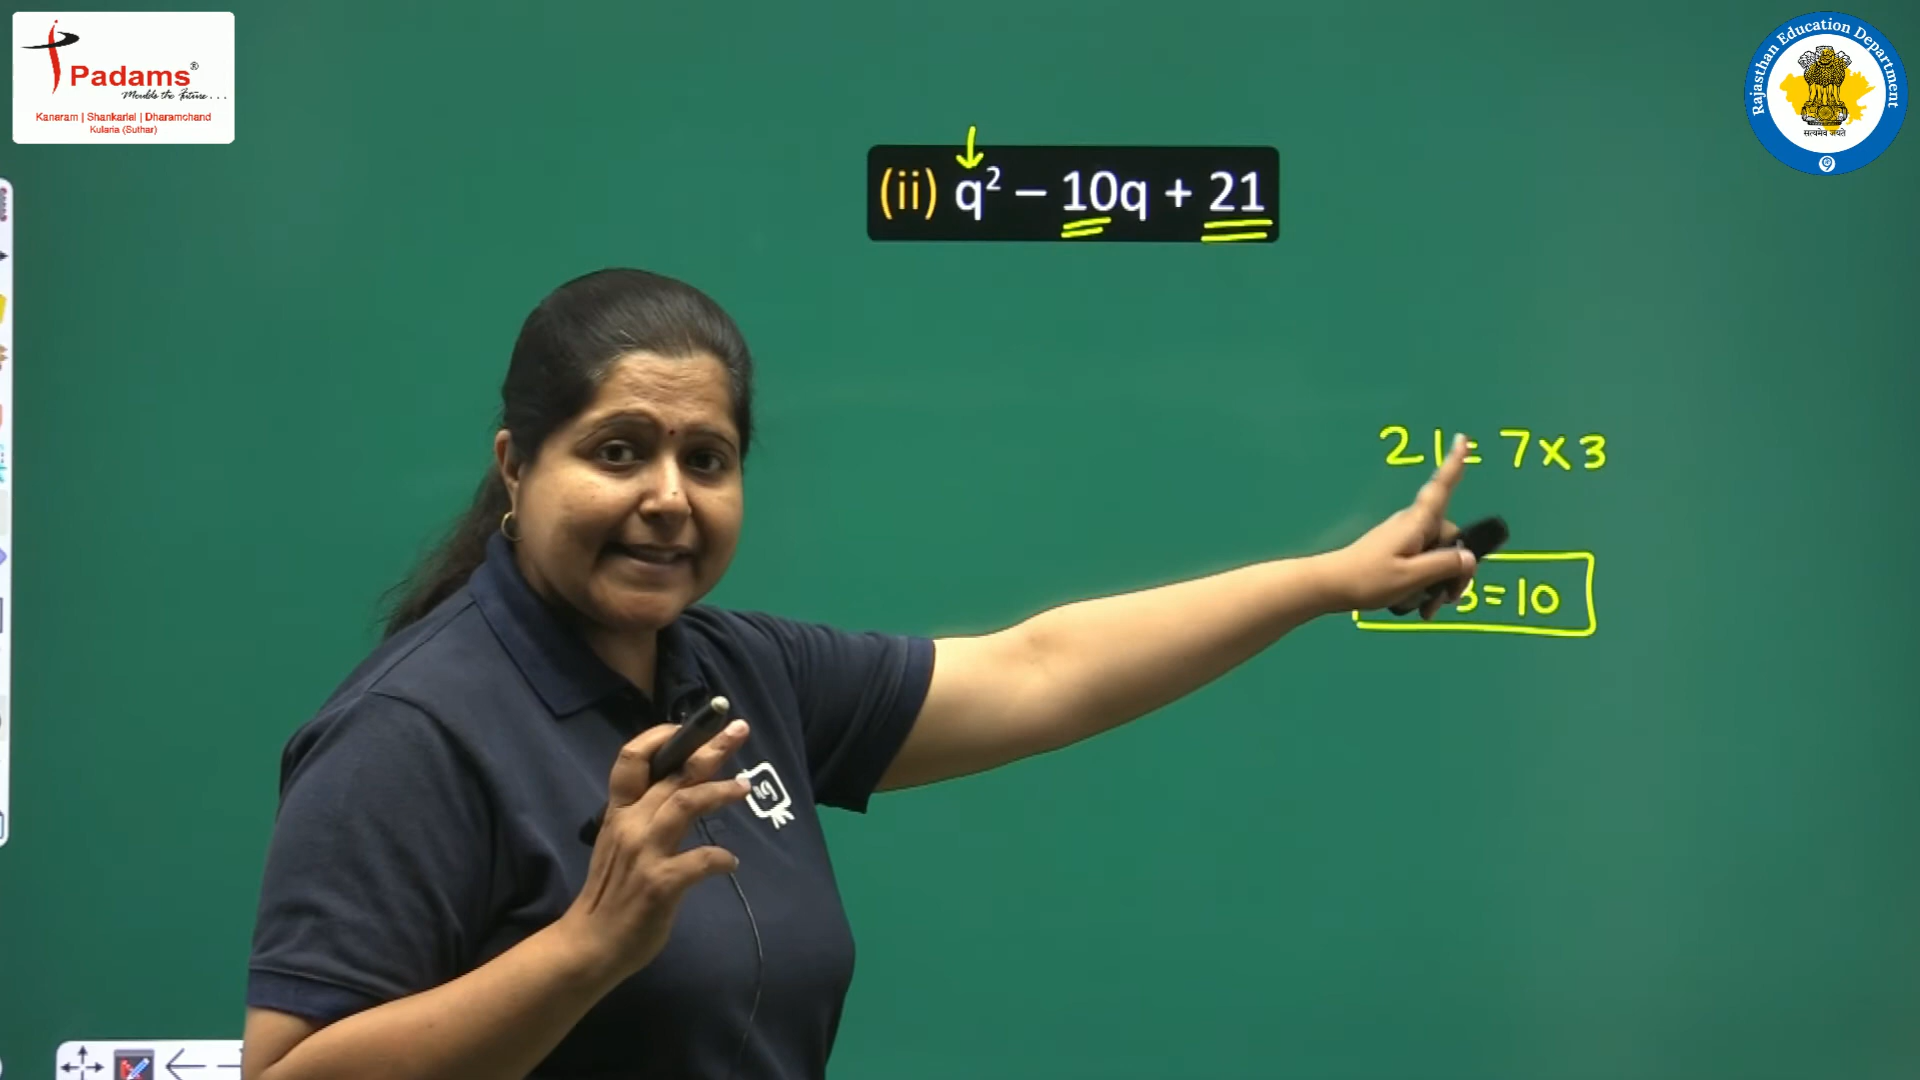 Padams®
Moulds the Future...
Kanaram | Shankarlal | Dharamchand
Kularia (Suthar)
Rajasthan Education Department
सत्यमेव जयते
(ii) q² – 10q + 21
21 = 7 x 3
3 = 10